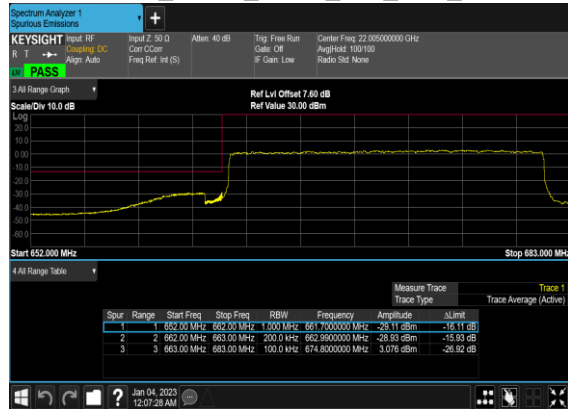 Spectrum Analyzer 1
Spurious Emissions
+
KEYSIGHT Input: RF Input Z: 50 Ω Atten: 40 dB Trig: Free Run Center Freq: 22.005000000 GHz
R T Coupling: DC Corr CCorr Gate: Off Avg|Hold: 100/100
Align: Auto Freq Ref: Int (S) IF Gain: Low Radio Std: None
PASS
3 All Range Graph
Ref Lvl Offset 7.60 dB
Scale/Div 10.0 dB Ref Value 30.00 dBm
Log
20.0
10.0
0.00
-10.0
-20.0
-30.0
-40.0
-50.0
-60.0
Start 652.000 MHz Stop 683.000 MHz
4 All Range Table
Measure Trace Trace 1
Trace Type Trace Average (Active)
Spur Range Start Freq Stop Freq RBW Frequency Amplitude ΔLimit
1 1 652.00 MHz 662.00 MHz 1.000 MHz 661.7000000 MHz -29.11 dBm -16.11 dB
2 2 662.00 MHz 663.00 MHz 200.0 kHz 662.9900000 MHz -28.93 dBm -15.93 dB
3 3 663.00 MHz 683.00 MHz 100.0 kHz 674.8000000 MHz 3.076 dBm -26.92 dB
? Jan 04, 2023
12:07:28 AM